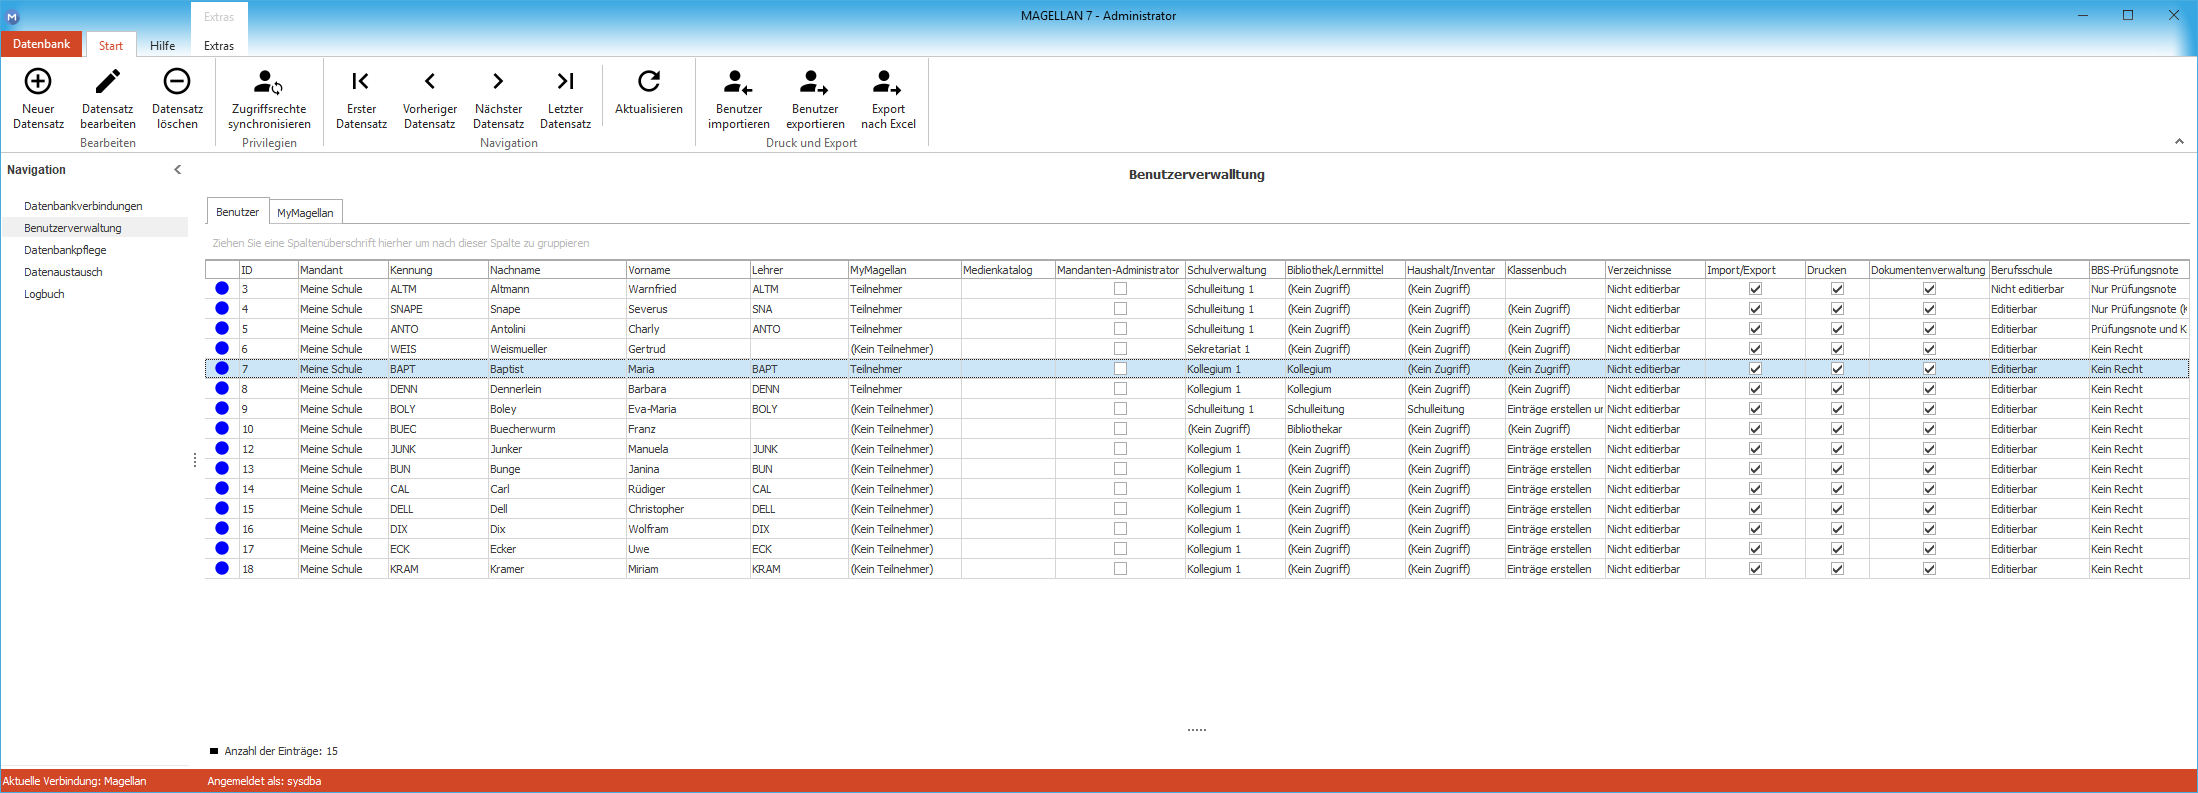 Extras
MAGELLAN 7 - Administrator
Datenbank Start Hilfe Extras
Neuer Datensatz
Datensatz bearbeiten
Datensatz löschen
Zugriffsrechte synchronisieren
Erster Datensatz
Vorheriger Datensatz
Nächster Datensatz
Letzter Datensatz
Aktualisieren
Benutzer importieren
Benutzer exportieren
Export nach Excel
Bearbeiten Privilegien Navigation Druck und Export
Navigation
Datenbankverbindungen
Benutzerverwaltung
Datenbankpflege
Datenaustausch
Logbuch
Benutzerverwalltung
Benutzer MyMagellan
Ziehen Sie eine Spaltenüberschrift hierher um nach dieser Spalte zu gruppieren
ID Mandant Kennung Nachname Vorname Lehrer MyMagellan Medienkatalog Mandanten-Administrator Schulverwaltung Bibliothek/Lernmittel Haushalt/Inventar Klassenbuch Verzeichnisse Import/Export Drucken Dokumentenverwaltung Berufsschule BBS-Prüfungsnote
3 Meine Schule ALTM Altmann Warnfried ALTM Teilnehmer Schulleitung 1 (Kein Zugriff) (Kein Zugriff) Nicht editierbar Nicht editierbar Nur Prüfungsnote
4 Meine Schule SNAPE Snape Severus SNA Teilnehmer Schulleitung 1 (Kein Zugriff) (Kein Zugriff) (Kein Zugriff) Nicht editierbar Editierbar Nur Prüfungsnote (K
5 Meine Schule ANTO Antolini Charly ANTO Teilnehmer Schulleitung 1 (Kein Zugriff) (Kein Zugriff) (Kein Zugriff) Nicht editierbar Editierbar Prüfungsnote und K
6 Meine Schule WEIS Weismueller Gertrud (Kein Teilnehmer) Sekretariat 1 (Kein Zugriff) (Kein Zugriff) (Kein Zugriff) Nicht editierbar Editierbar Kein Recht
7 Meine Schule BAPT Baptist Maria BAPT Teilnehmer Kollegium 1 Kollegium (Kein Zugriff) (Kein Zugriff) Nicht editierbar Editierbar Kein Recht
8 Meine Schule DENN Dennerlein Barbara DENN Teilnehmer Kollegium 1 Kollegium (Kein Zugriff) (Kein Zugriff) Nicht editierbar Editierbar Kein Recht
9 Meine Schule BOLY Boley Eva-Maria BOLY (Kein Teilnehmer) Schulleitung 1 Schulleitung Schulleitung Einträge erstellen ur Nicht editierbar Editierbar Kein Recht
10 Meine Schule BUEC Buecherwurm Franz (Kein Teilnehmer) (Kein Zugriff) Bibliothekar (Kein Zugriff) (Kein Zugriff) Nicht editierbar Editierbar Kein Recht
12 Meine Schule JUNK Junker Manuela JUNK (Kein Teilnehmer) Kollegium 1 (Kein Zugriff) (Kein Zugriff) Einträge erstellen Nicht editierbar Editierbar Kein Recht
13 Meine Schule BUN Bunge Janina BUN (Kein Teilnehmer) Kollegium 1 (Kein Zugriff) (Kein Zugriff) Einträge erstellen Nicht editierbar Editierbar Kein Recht
14 Meine Schule CAL Carl Rüdiger CAL (Kein Teilnehmer) Kollegium 1 (Kein Zugriff) (Kein Zugriff) Einträge erstellen Nicht editierbar Editierbar Kein Recht
15 Meine Schule DELL Dell Christopher DELL (Kein Teilnehmer) Kollegium 1 (Kein Zugriff) (Kein Zugriff) Einträge erstellen Nicht editierbar Editierbar Kein Recht
16 Meine Schule DIX Dix Wolfram DIX (Kein Teilnehmer) Kollegium 1 (Kein Zugriff) (Kein Zugriff) Einträge erstellen Nicht editierbar Editierbar Kein Recht
17 Meine Schule ECK Ecker Uwe ECK (Kein Teilnehmer) Kollegium 1 (Kein Zugriff) (Kein Zugriff) Einträge erstellen Nicht editierbar Editierbar Kein Recht
18 Meine Schule KRAM Kramer Miriam KRAM (Kein Teilnehmer) Kollegium 1 (Kein Zugriff) (Kein Zugriff) Einträge erstellen Nicht editierbar Editierbar Kein Recht
Anzahl der Einträge: 15
Aktuelle Verbindung: Magellan Angemeldet als: sysdba